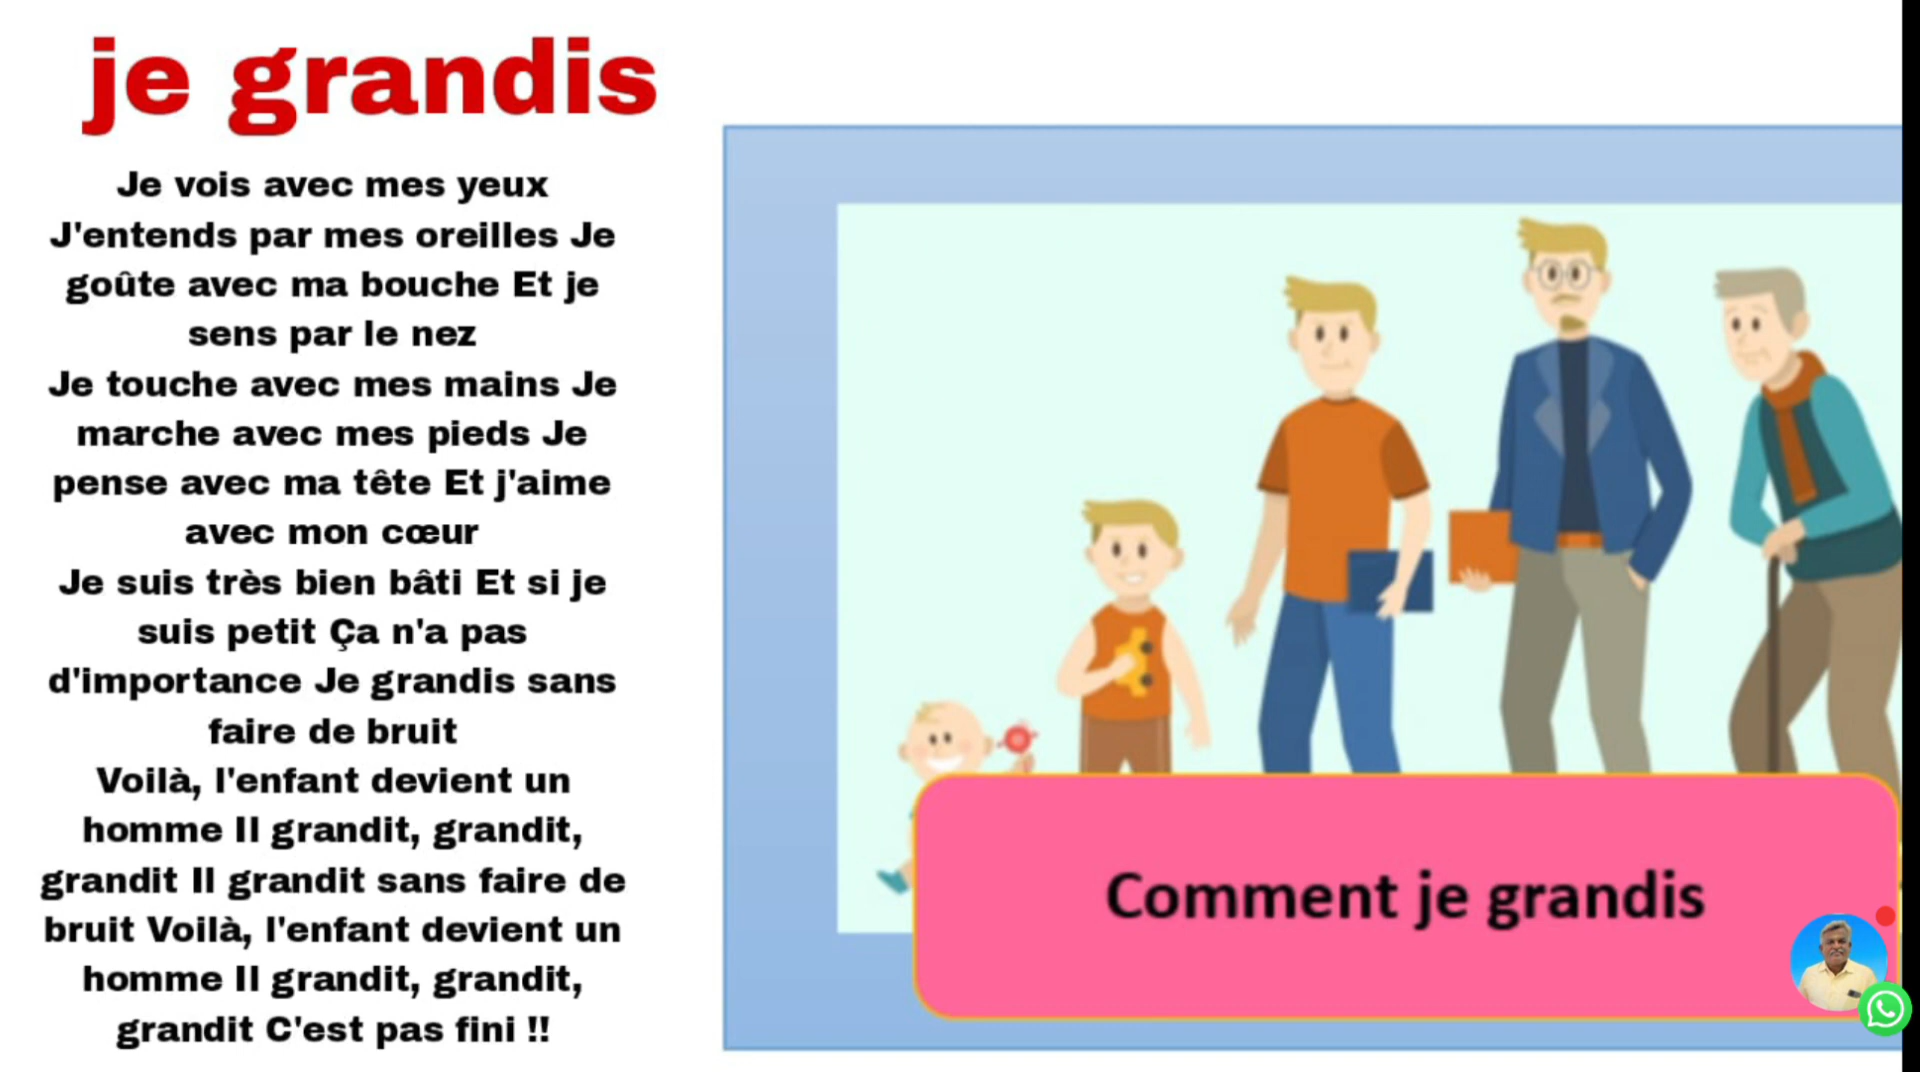 je grandis
Je vois avec mes yeux
J'entends par mes oreilles Je
goûte avec ma bouche Et je
sens par le nez
Je touche avec mes mains Je
marche avec mes pieds Je
pense avec ma tête Et j'aime
avec mon cœur
Je suis très bien bâti Et si je
suis petit Ça n'a pas
d'importance Je grandis sans
faire de bruit
Voilà, l'enfant devient un
homme Il grandit, grandit,
grandit Il grandit sans faire de
bruit Voilà, l'enfant devient un
homme Il grandit, grandit,
grandit C'est pas fini !!
Comment je grandis